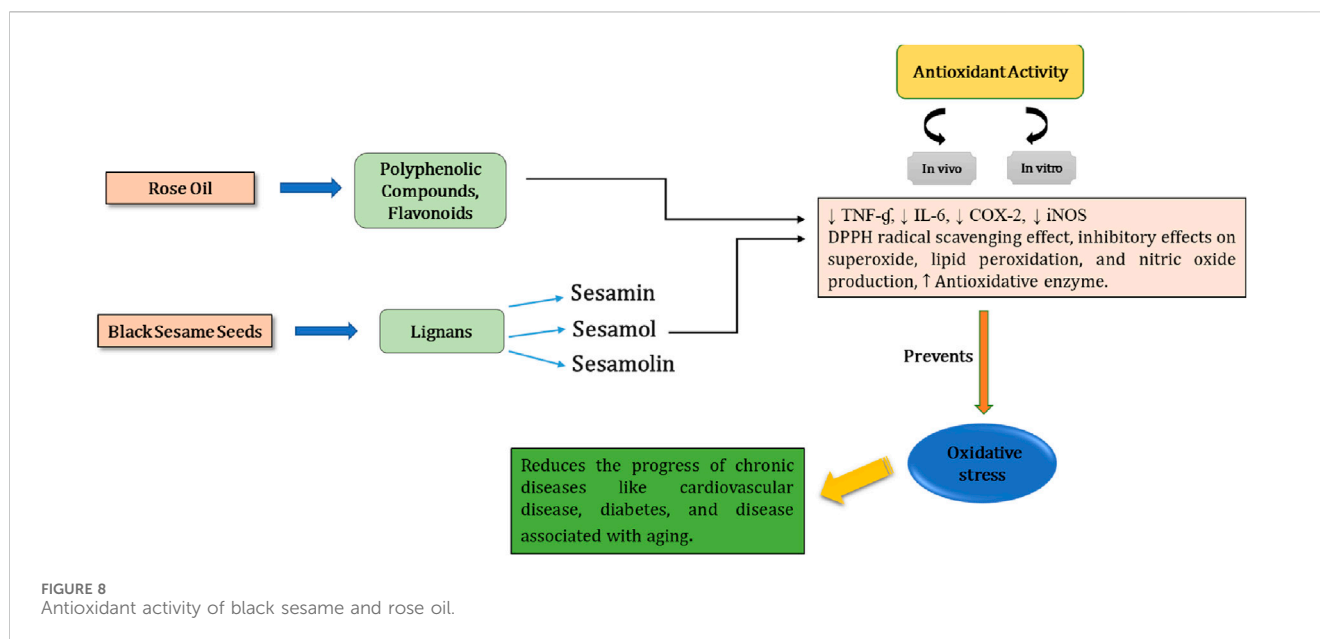 Antioxidant Activity
In vivo
In vitro
Rose Oil
Polyphenolic
Compounds,
Flavonoids
↓ TNF-ɠ, ↓ IL-6, ↓ COX-2, ↓ iNOS
DPPH radical scavenging effect, inhibitory effects on
superoxide, lipid peroxidation, and nitric oxide
production, ↑ Antioxidative enzyme.
Black Sesame Seeds
Lignans
Sesamin
Sesamol
Sesamolin
Prevents
Oxidative
stress
Reduces the progress of chronic
diseases like cardiovascular
disease, diabetes, and disease
associated with aging.
FIGURE 8
Antioxidant activity of black sesame and rose oil.